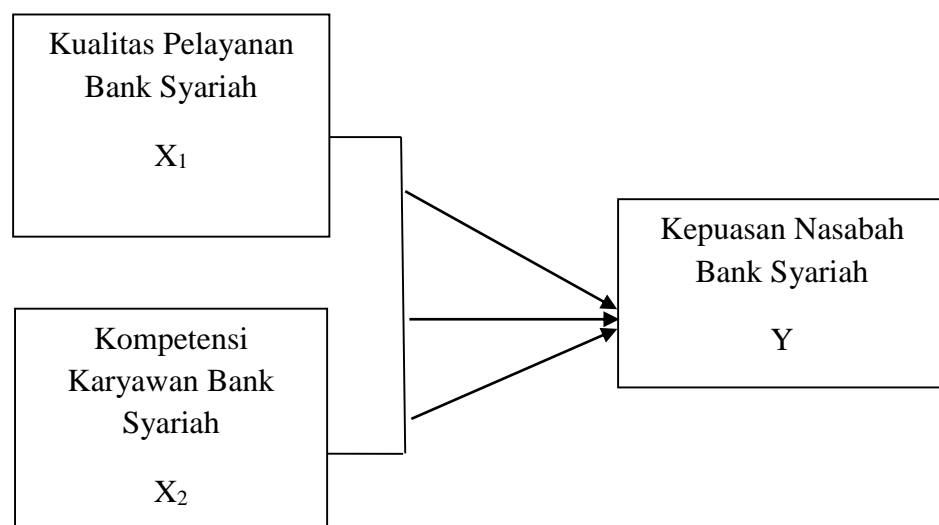 Kualitas Pelayanan
Bank Syariah
X₁
Kepuasan Nasabah
Bank Syariah
Y
Kompetensi
Karyawan Bank
Syariah
X₂